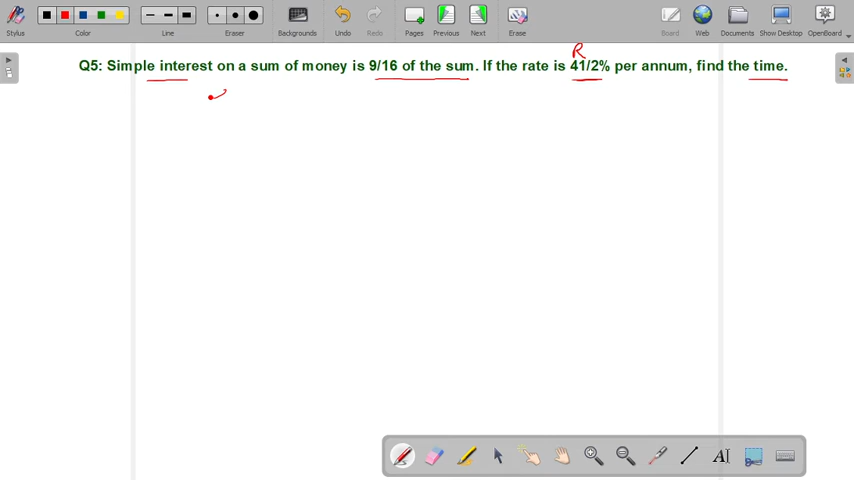 Stylus Color Line Eraser Backgrounds Undo Redo Pages Previous Next Erase Board Web Documents Show Desktop OpenBoard
R
Q5: Simple interest on a sum of money is 9/16 of the sum. If the rate is 41/2% per annum, find the time.
AI